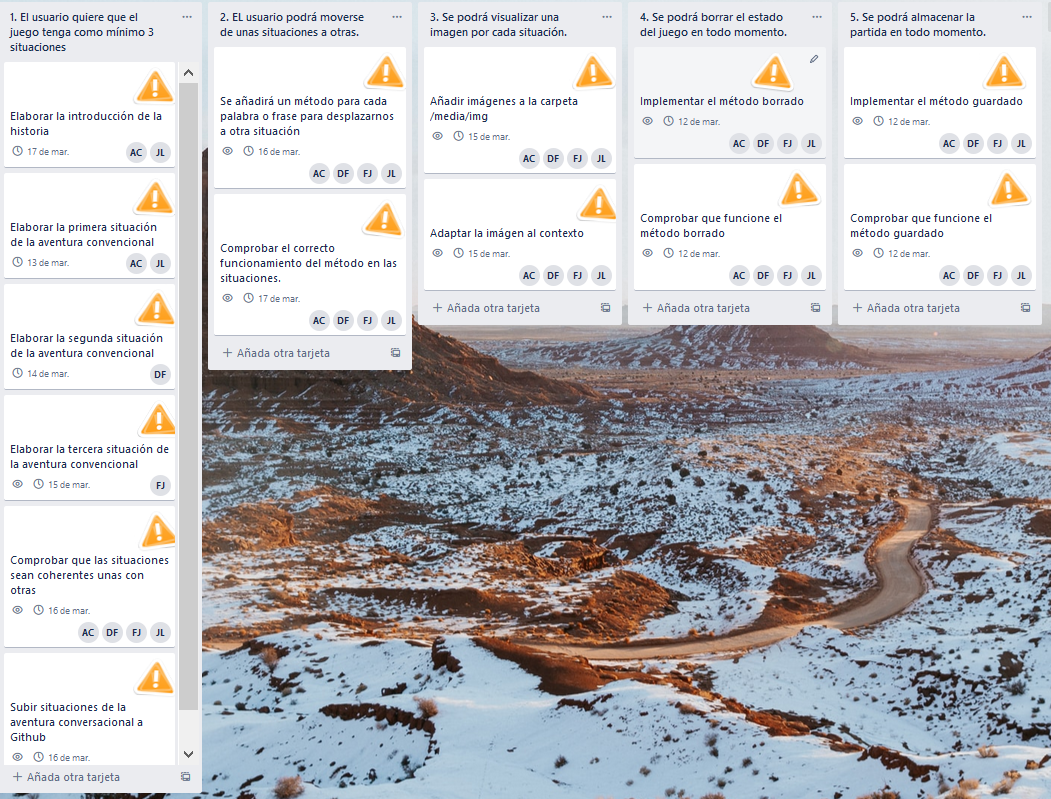 1. El usuario quiere que el
juego tenga como mínimo 3
situaciones
Elaborar la introducción de la
historia
17 de mar.
AC JL
Elaborar la primera situación
de la aventura convencional
13 de mar.
AC JL
Elaborar la segunda situación
de la aventura convencional
14 de mar.
DF
Elaborar la tercera situación de
la aventura convencional
15 de mar.
FJ
Comprobar que las situaciones
sean coherentes unas con
otras
16 de mar.
AC DF FJ JL
Subir situaciones de la
aventura conversacional a
Github
16 de mar.
+ Añada otra tarjeta
2. EL usuario podrá moverse
de unas situaciones a otras.
Se añadirá un método para cada
palabra o frase para desplazarnos
a otra situación
16 de mar.
AC DF FJ JL
Comprobar el correcto
funcionamiento del método en las
situaciones.
17 de mar.
AC DF FJ JL
+ Añada otra tarjeta
3. Se podrá visualizar una
imagen por cada situación.
Añadir imágenes a la carpeta
/media/img
15 de mar.
AC DF FJ JL
Adaptar la imágen al contexto
15 de mar.
AC DF FJ JL
+ Añada otra tarjeta
4. Se podrá borrar el estado
del juego en todo momento.
Implementar el método borrado
12 de mar.
AC DF FJ JL
Comprobar que funcione el
método borrado
12 de mar.
AC DF FJ JL
+ Añada otra tarjeta
5. Se podrá almacenar la
partida en todo momento.
Implementar el método guardado
12 de mar.
AC DF FJ JL
Comprobar que funcione el
método guardado
12 de mar.
AC DF FJ JL
+ Añada otra tarjeta